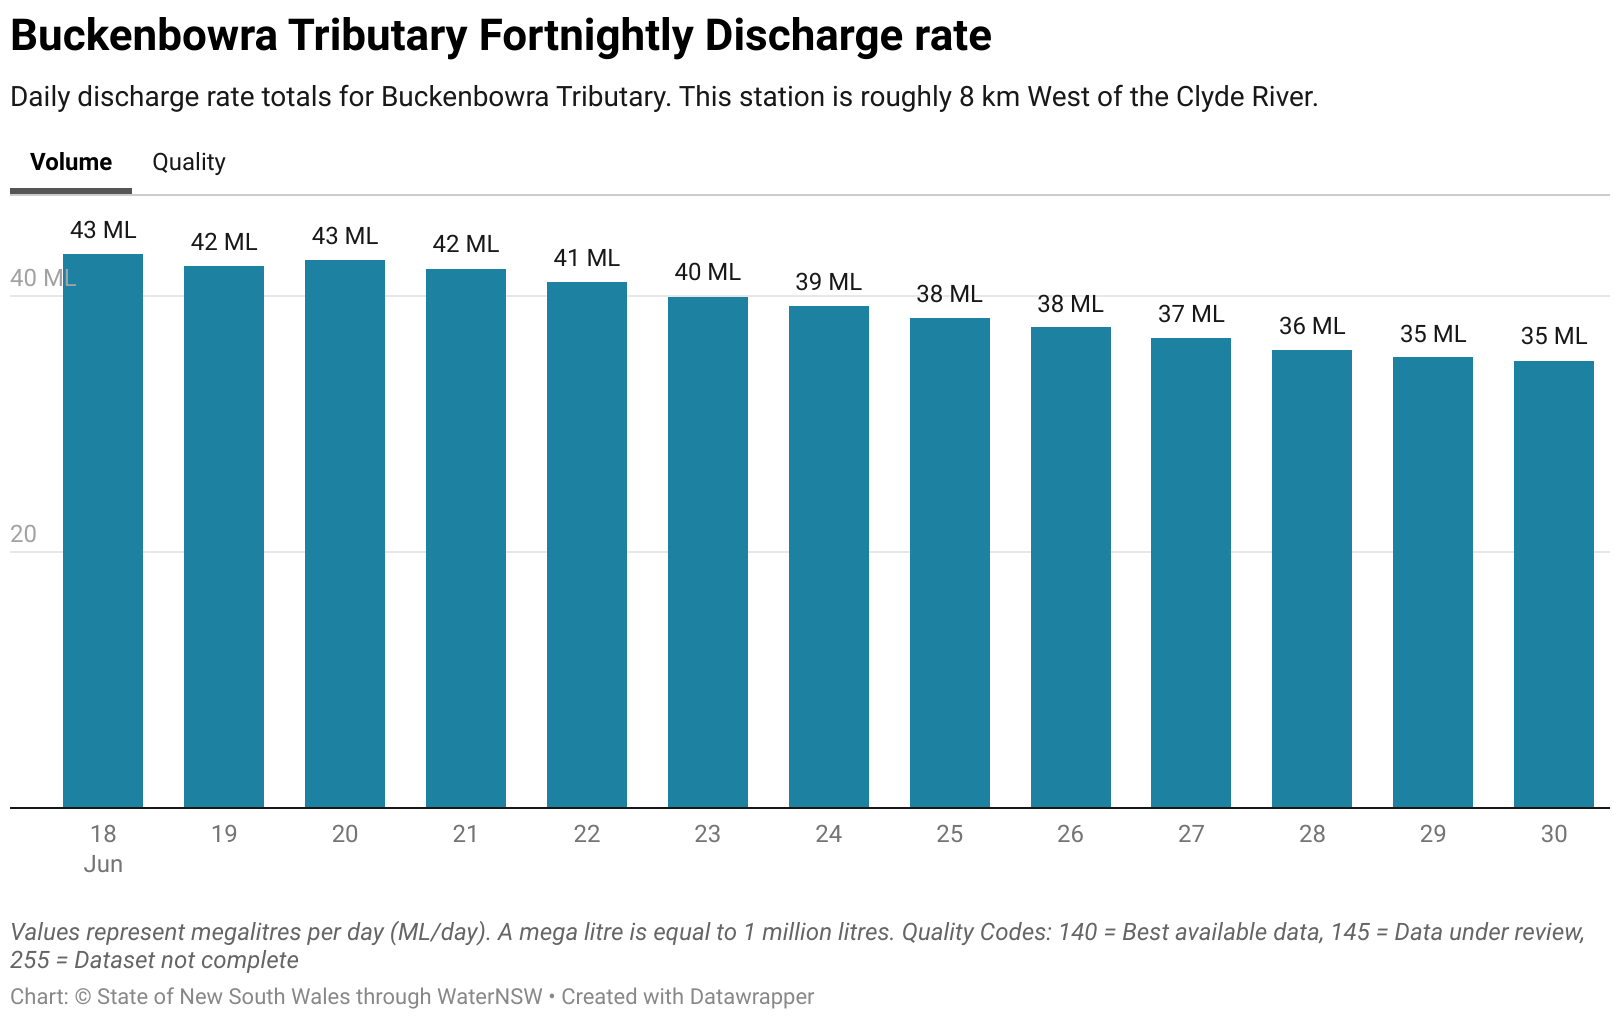 Buckenbowra Tributary Fortnightly Discharge rate
Daily discharge rate totals for Buckenbowra Tributary. This station is roughly 8 km West of the Clyde River.
Volume Quality
43 ML 42 ML 43 ML 42 ML 41 ML 40 ML 39 ML 38 ML 38 ML 37 ML 36 ML 35 ML 35 ML
40 ML
20
18 19 20 21 22 23 24 25 26 27 28 29 30
Jun
Values represent megalitres per day (ML/day). A mega litre is equal to 1 million litres. Quality Codes: 140 = Best available data, 145 = Data under review,
255 = Dataset not complete
Chart: © State of New South Wales through WaterNSW • Created with Datawrapper